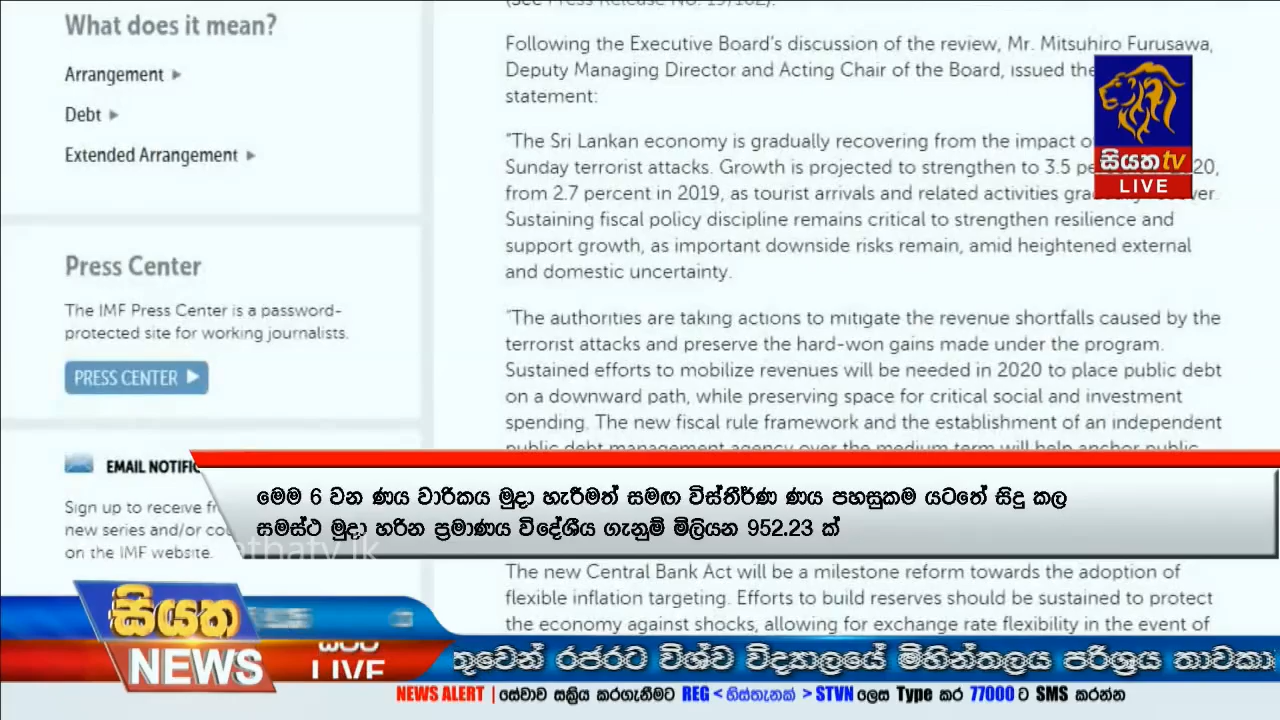 What does it mean?
Arrangement
Debt
Extended Arrangement
Press Center
The IMF Press Center is a password-
protected site for working journalists.
PRESS CENTER
EMAIL
Sign up to receive
new series and/or
on the IMF website.
Following the Executive Board's discussion of the review, Mr. Mitsuhiro Furusawa,
Deputy Managing Director and Acting Chair of the Board, issued the
statement:
"The Sri Lankan economy is gradually recovering from the impact of
Sunday terrorist attacks. Growth is projected to strengthen to 3.5
from 2.7 percent in 2019, as tourist arrivals and related activities
Sustaining fiscal policy discipline remains critical to strengthen resilience and
support growth, as important downside risks remain, amid heightened external
and domestic uncertainty.
"The authorities are taking actions to mitigate the revenue shortfalls caused by the
terrorist attacks and preserve the hard-won gains made under the program.
Sustained efforts to mobilize revenues will be needed in 2020 to place public debt
on a downward path, while preserving space for critical social and investment
spending. The new fiscal rule framework and the establishment of an independent
public debt management agency over the medium term will help anchor public
The new Central Bank Act will be a milestone reform towards the adoption of
flexible inflation targeting. Efforts to build reserves should be sustained to protect
the economy against shocks, allowing for exchange rate flexibility in the event of
සියත tv
LIVE
මෙම 6 වන ණය වාරිකය මුදා හැරීමත් සමඟ විස්තීර්ණ ණය පහසුකම යටතේ සිදු කල
සමස්ථ මුදා හරින ප්‍රමාණය විදේශීය ගැනුම් මිලියන 952.23 ක්
සියත
NEWS
LIVE
තුවෙන් රජරට විශ්ව විද්‍යාලයේ මිහින්තලය පරිශ්‍රය තාවකා
NEWS ALERT | සේවාව සක්‍රිය කරගැනීමට REG < හිස්තැනක් > STVN ලෙස Type කර 77000 ට SMS කරන්න